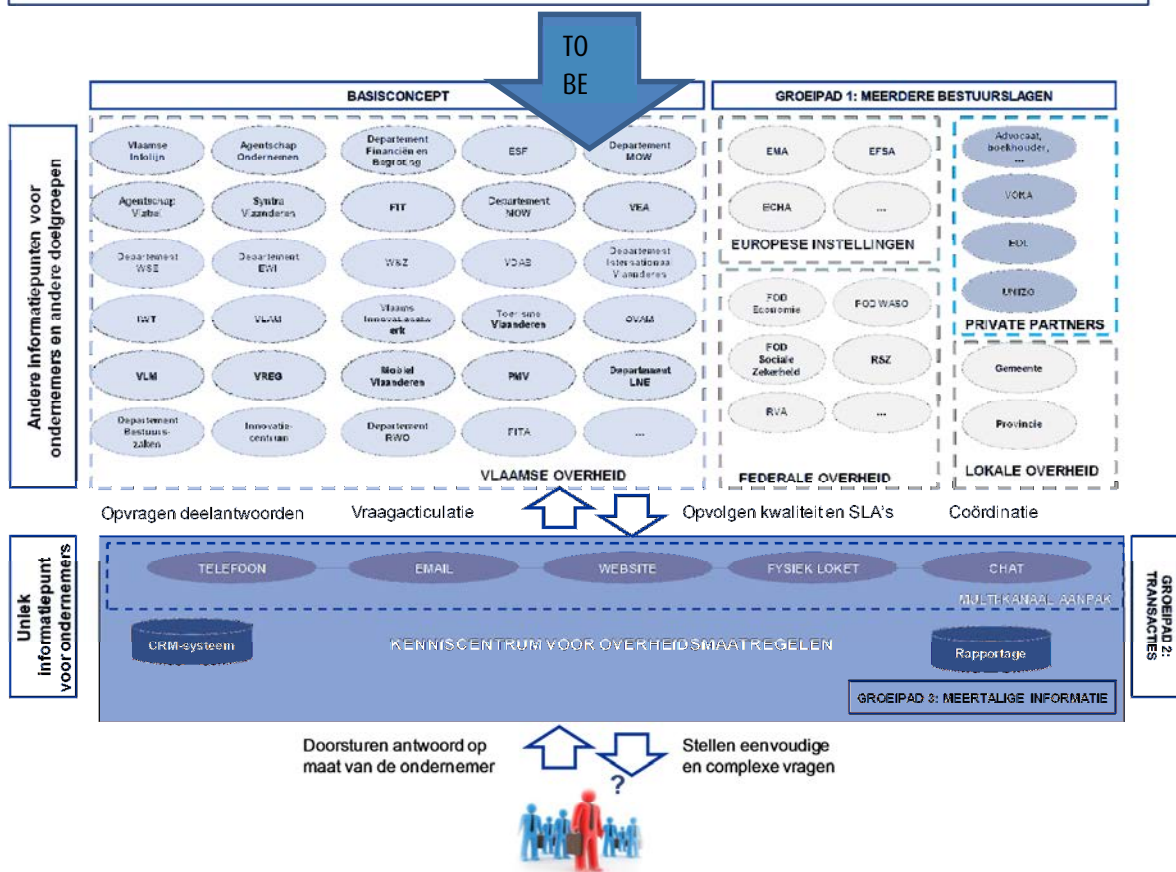 TO
BE
BASISCONCEPT
GROEIPAD 1: MEERDERE BESTUURSLAGEN
Andere informatiepunten voor
ondernemers en andere doelgroepen
Vlaamse
Infolijn
Agentschap
Ondernemen
Departement
Financiën en
Begroting
ESF
Departement
MOW
Agentschap
Vlabel
Syntra
Vlaanderen
FIT
Departement
MOW
VEA
Departement
WSE
Departement
EWI
W&Z
VDAB
Departement
Internationaal
Vlaanderen
IWT
VLAM
Vlaams
Innovatienetw
erk
Toerisme
Vlaanderen
OVAM
VLM
VREG
Mobiel
Vlaanderen
PMV
Departement
LNE
Departement
Bestuurs-
zaken
Innovatie-
centrum
Departement
RWO
FITA
...
VLAAMSE OVERHEID
EMA
EFSA
ECHA
...
EUROPESE INSTELLINGEN
FOD
Economie
FOD WASO
FOD
Sociale
Zekerheid
RSZ
RVA
...
FEDERALE OVERHEID
Advocaat,
boekhouder,
...
VOKA
UNIZO
PRIVATE PARTNERS
Gemeente
Provincie
LOKALE OVERHEID
Opvragen deelantwoorden
Vraagacticulatie
Opvolgen kwaliteit en SLA's
Coördinatie
Uniek
informatiepunt
voor ondernemers
TELEFOON
EMAIL
WEBSITE
FYSIEK LOKET
CHAT
MULTI-KANAAL AANPAK
CRM-systeem
KENNISCENTRUM VOOR OVERHEIDSMAATREGELEN
Rapportage
GROEIPAD 3: MEERTALIGE INFORMATIE
GROEIPAD 2:
TRANSACTIES
Doorsturen antwoord op
maat van de ondernemer
Stellen eenvoudige
en complexe vragen
?